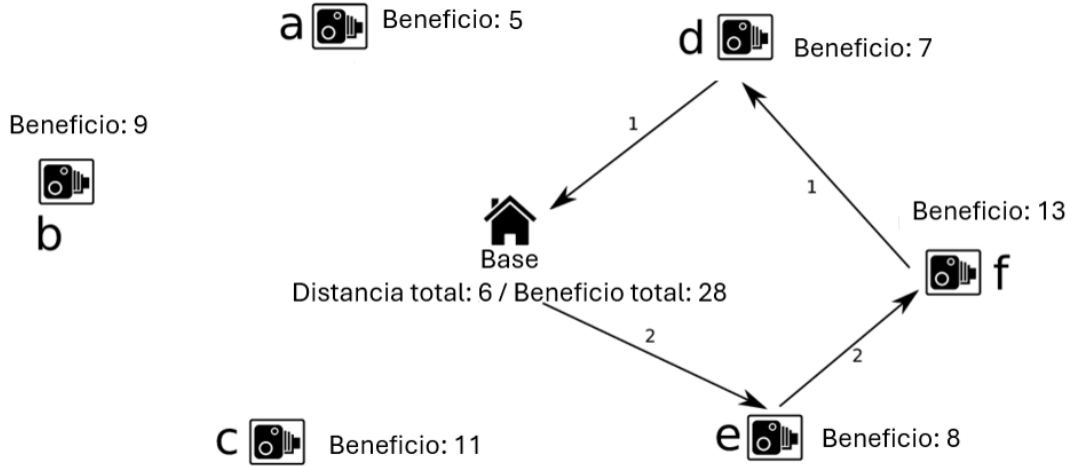 a
Beneficio: 5
d
Beneficio: 7
Beneficio: 9
b
1
1
Beneficio: 13
f
Base
Distancia total: 6 / Beneficio total: 28
2
2
c
Beneficio: 11
e
Beneficio: 8